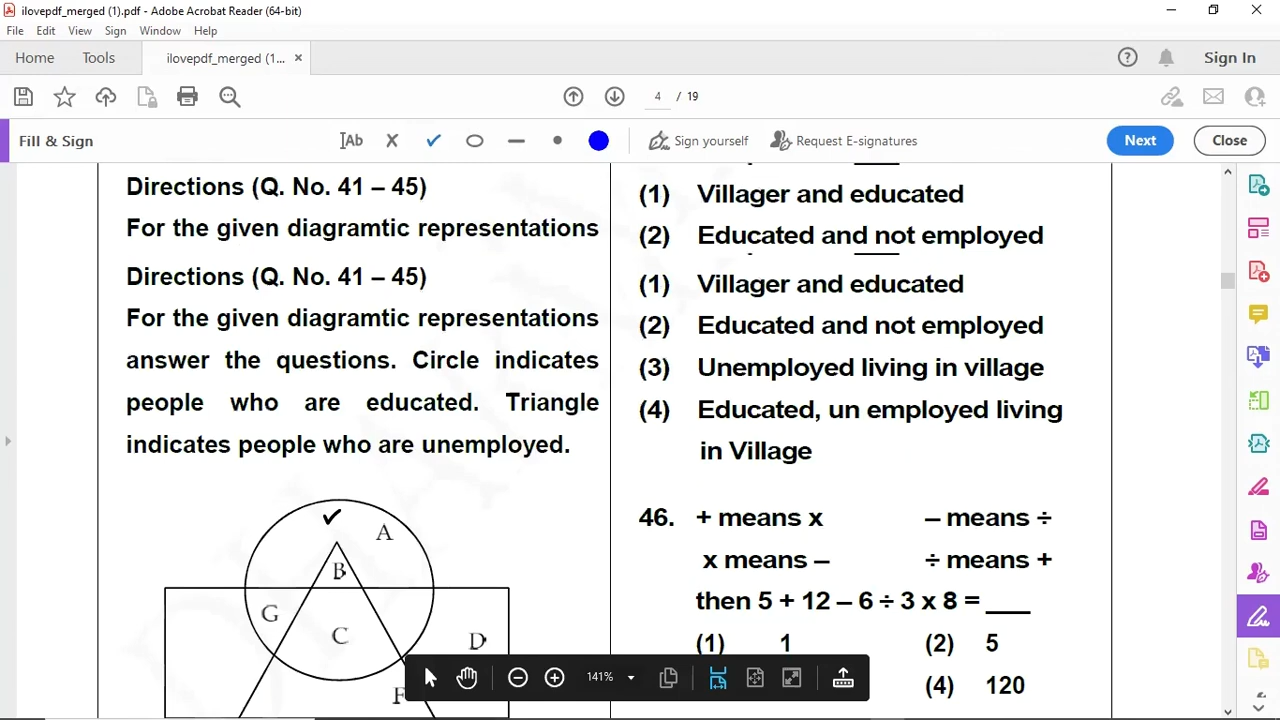 ilovepdf_merged (1).pdf - Adobe Acrobat Reader (64-bit)
File Edit View Sign Window Help
Home Tools ilovepdf_merged (1... × Sign In
4 / 19
Fill & Sign Ab Sign yourself Request E-signatures Next Close
Directions (Q. No. 41 – 45)
For the given diagramtic representations
Directions (Q. No. 41 – 45)
For the given diagramtic representations
answer the questions. Circle indicates
people who are educated. Triangle
indicates people who are unemployed.
A
B
G
C
D
F
(1) Villager and educated
(2) Educated and not employed
(1) Villager and educated
(2) Educated and not employed
(3) Unemployed living in village
(4) Educated, un employed living
in Village
46. + means x – means ÷
x means – ÷ means +
then 5 + 12 – 6 ÷ 3 x 8 = ___
(1) 1 (2) 5
(4) 120
141%